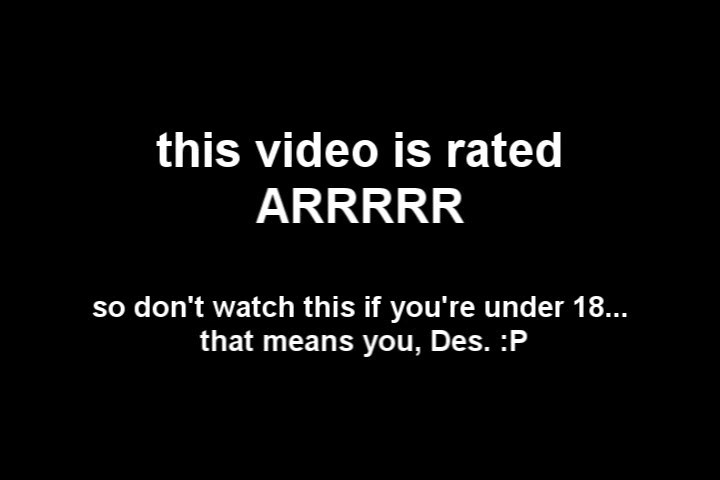 this video is rated
ARRRRR
so don't watch this if you're under 18...
that means you, Des. :P